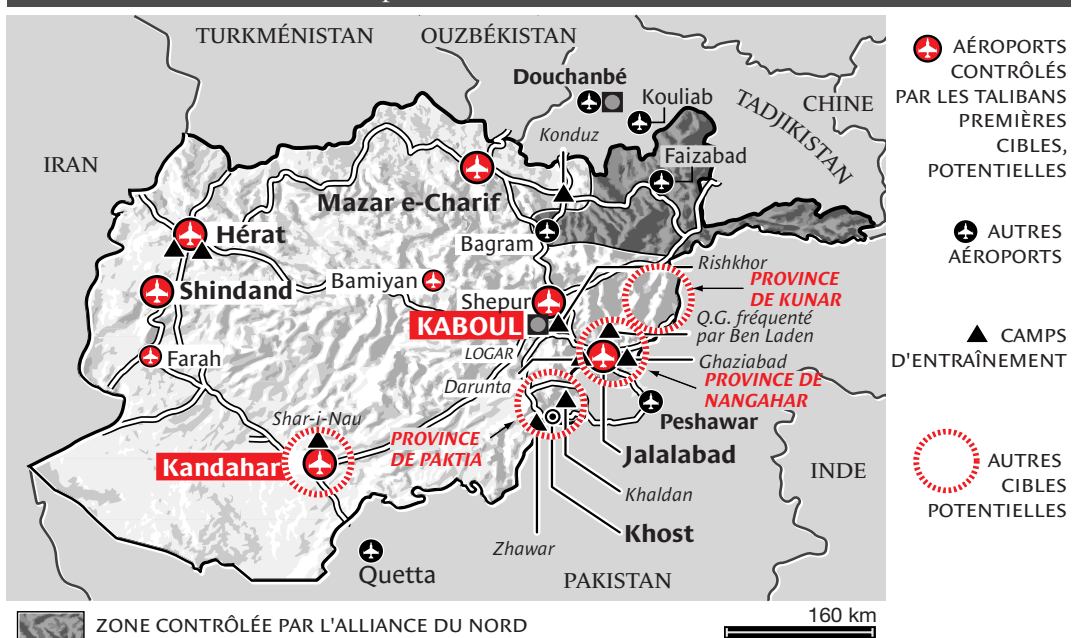 TURKMÉNISTAN
OUZBÉKISTAN
Douchanbé
Kouliab
TADJIKISTAN
CHINE
Konduz
IRAN
Faizabad
Mazar e-Charif
Hérat
Bagram
Rishkhor
Shindand
Bamiyan
Shepur
PROVINCE
DE KUNAR
KABOUL
Q.G. fréquenté
par Ben Laden
LOGAR
Ghaziabad
Farah
Darunta
PROVINCE DE
NANGAHAR
Shar-i-Nau
Peshawar
PROVINCE
DE PAKTIA
Kandahar
Jalalabad
INDE
Khaldan
Khost
Zhawar
Quetta
PAKISTAN
AÉROPORTS
CONTRÔLÉS
PAR LES TALIBANS
PREMIÈRES
CIBLES,
POTENTIELLES
AUTRES
AÉROPORTS
CAMPS
D'ENTRAÎNEMENT
AUTRES
CIBLES
POTENTIELLES
ZONE CONTRÔLÉE PAR L'ALLIANCE DU NORD
160 km